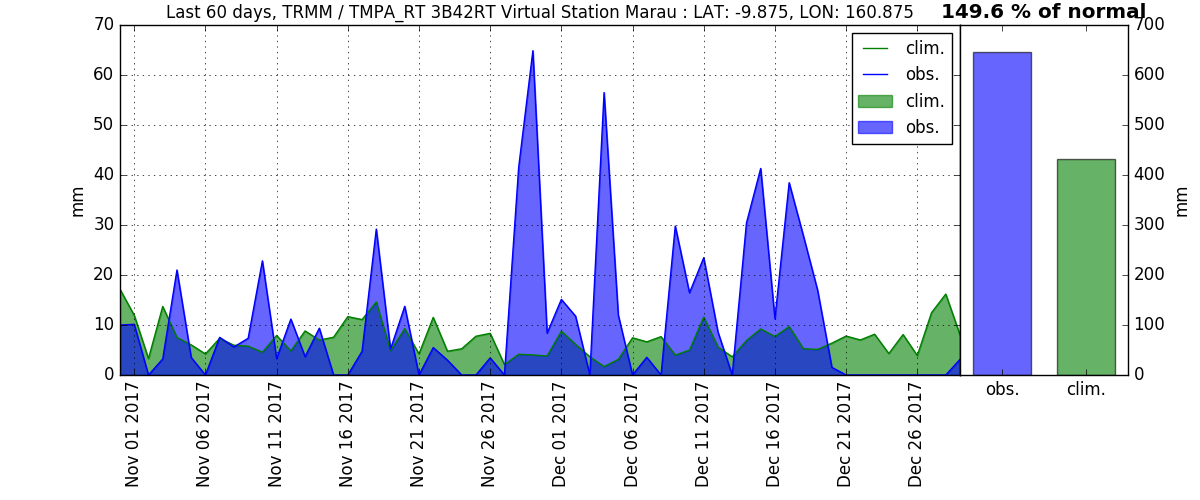 Last 60 days, TRMM / TMPA_RT 3B42RT Virtual Station Marau : LAT: -9.875, LON: 160.875
149.6 % of normal
70
60
50
40
30
20
10
0
mm
clim.
obs.
clim.
obs.
700
600
500
400
300
200
100
0
mm
obs.
clim.
Nov 01 2017
Nov 06 2017
Nov 11 2017
Nov 16 2017
Nov 21 2017
Nov 26 2017
Dec 01 2017
Dec 06 2017
Dec 11 2017
Dec 16 2017
Dec 21 2017
Dec 26 2017